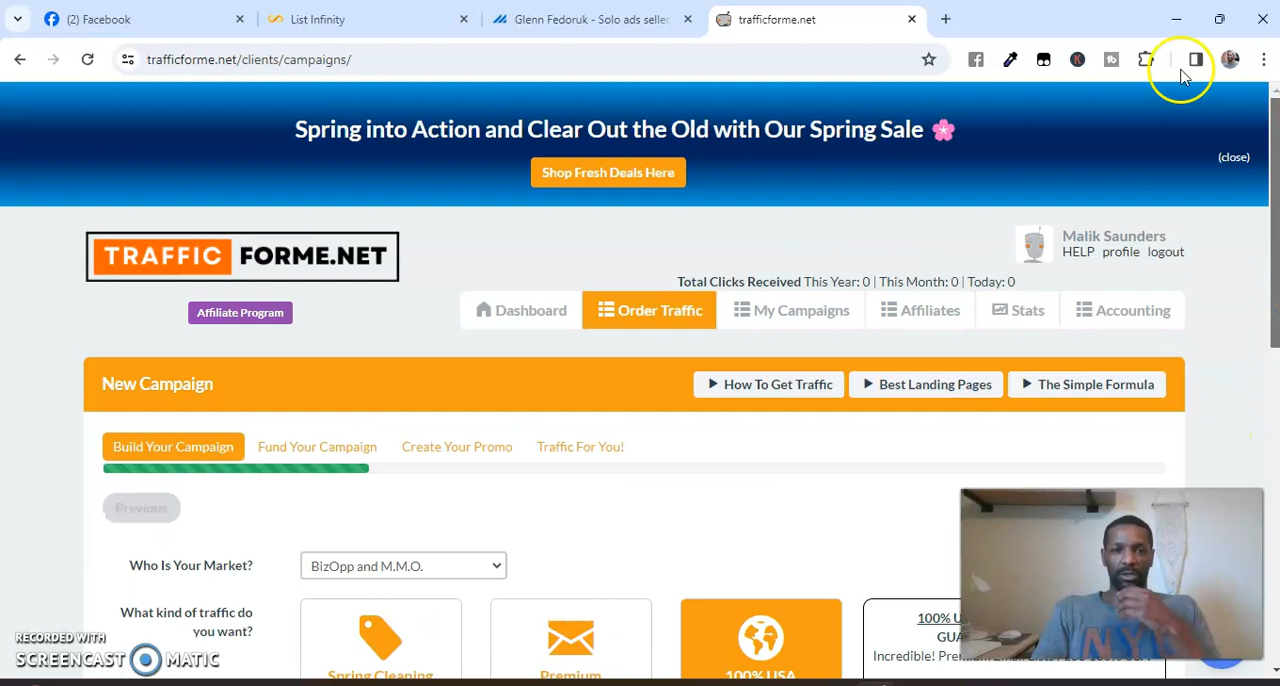 (2) Facebook
List Infinity
Glenn Fedoruk - Solo ads seller
trafficforme.net
trafficforme.net/clients/campaigns/
Spring into Action and Clear Out the Old with Our Spring Sale 🌸
(close)
Shop Fresh Deals Here
TRAFFIC FORME.NET
Malik Saunders
HELP profile logout
Total Clicks Received This Year: 0 | This Month: 0 | Today: 0
Affiliate Program
Dashboard
Order Traffic
My Campaigns
Affiliates
Stats
Accounting
New Campaign
How To Get Traffic
Best Landing Pages
The Simple Formula
Build Your Campaign
Fund Your Campaign
Create Your Promo
Traffic For You!
Previous
Who Is Your Market?
BizOpp and M.M.O.
What kind of traffic do
you want?
Spring Cleaning
Premium
100% USA
100% U
GUA
Incredible! Premium
NY
RECORDED WITH
SCREENCAST MATIC